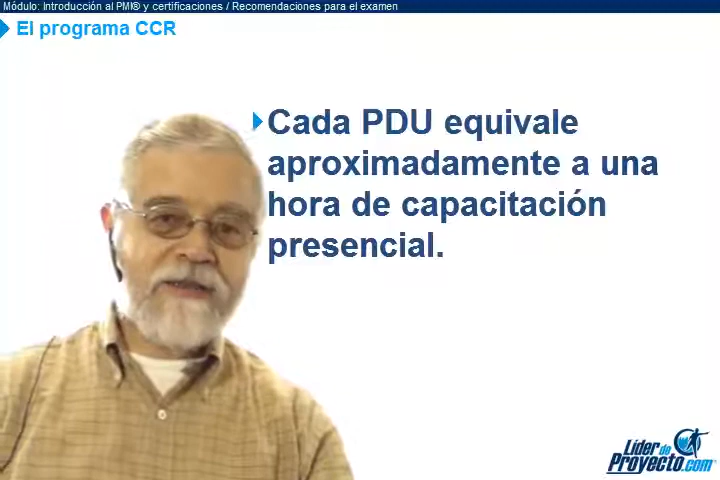 Módulo: Introducción al PMI® y certificaciones / Recomendaciones para el examen
El programa CCR
Cada PDU equivale
aproximadamente a una
hora de capacitación
presencial.
Líder de
Proyecto.com